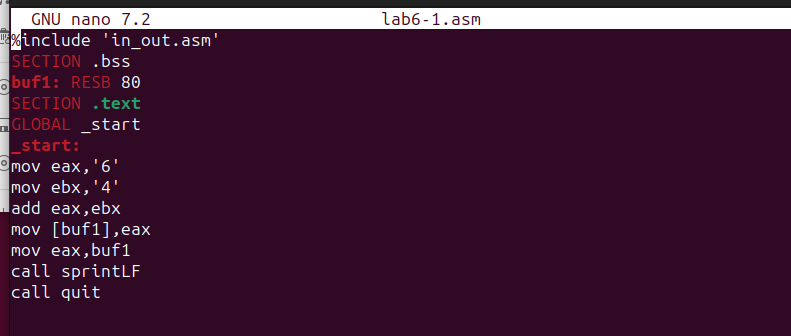 GNU nano 7.2 lab6-1.asm
%include 'in_out.asm'
SECTION .bss
buf1: RESB 80
SECTION .text
GLOBAL _start
_start:
mov eax,'6'
mov ebx,'4'
add eax,ebx
mov [buf1],eax
mov eax,buf1
call sprintLF
call quit